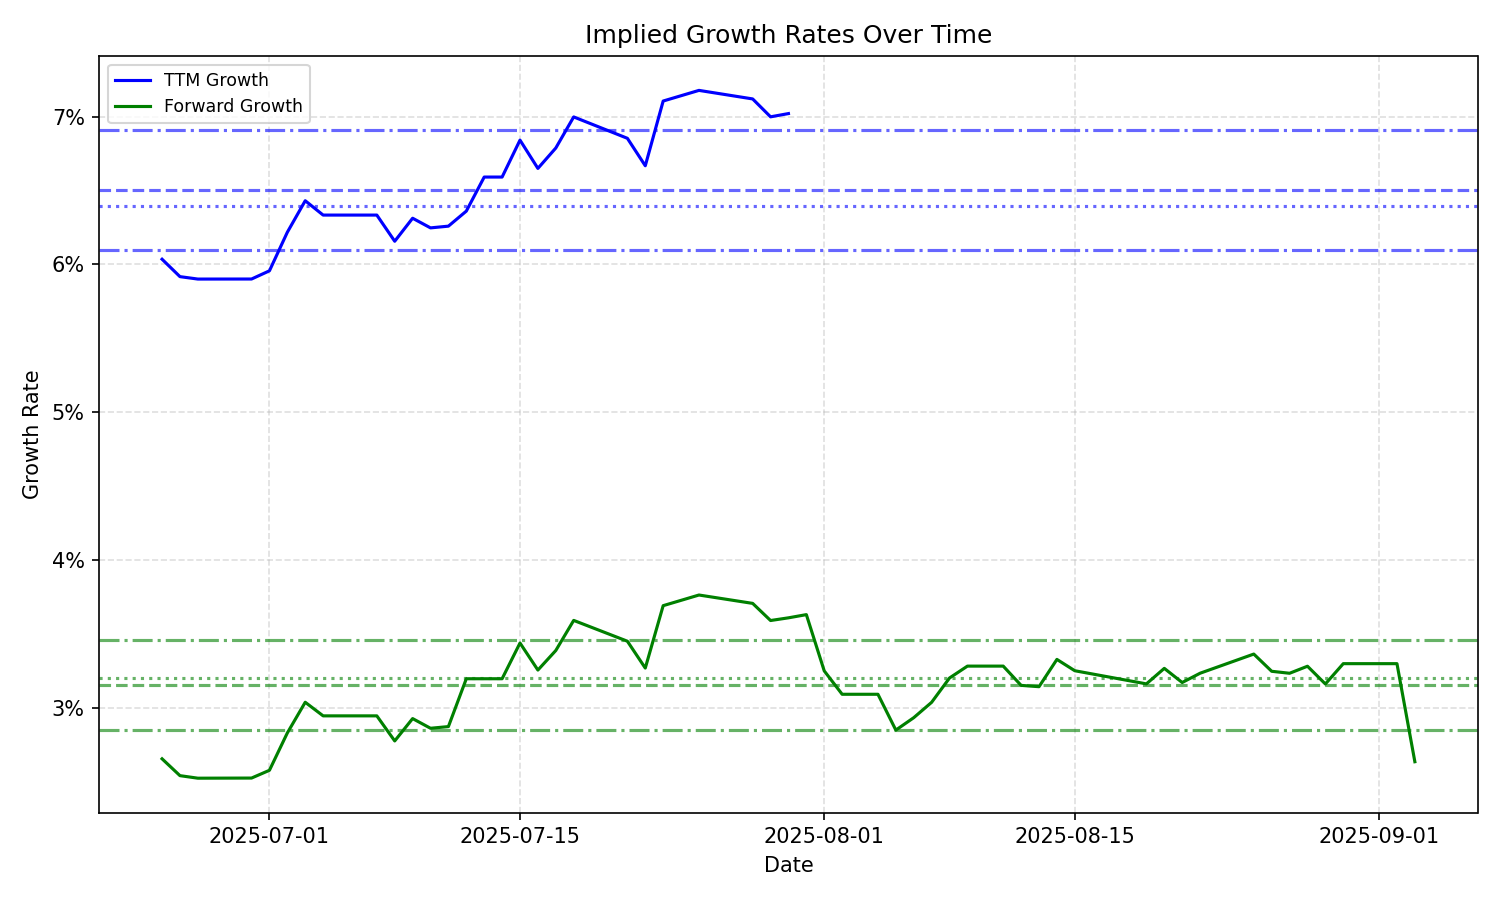 Implied Growth Rates Over Time
TTM Growth
Forward Growth
7%
6%
5%
4%
3%
Growth Rate
2025-07-01
2025-07-15
2025-08-01
2025-08-15
2025-09-01
Date